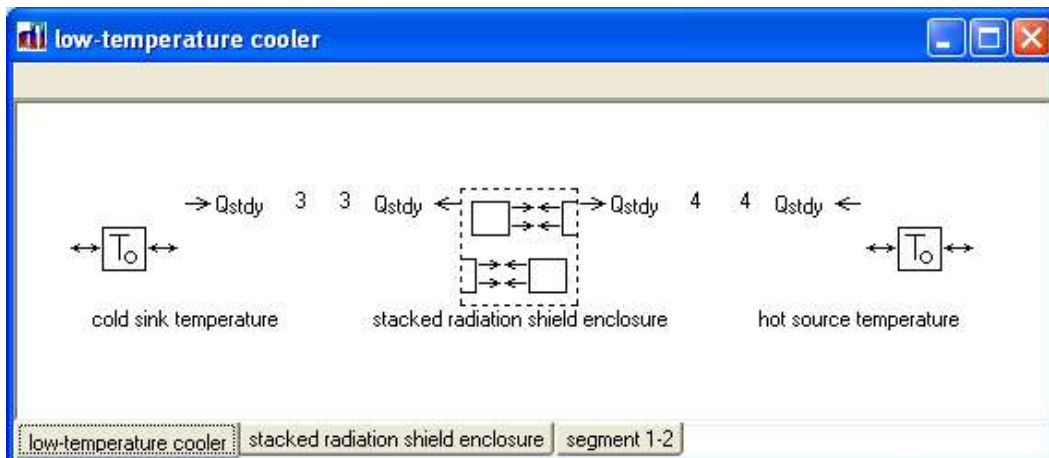 low-temperature cooler
Qstdy 3 3 Qstdy Qstdy 4 4 Qstdy
To To
cold sink temperature stacked radiation shield enclosure hot source temperature
low-temperature cooler stacked radiation shield enclosure segment 1-2